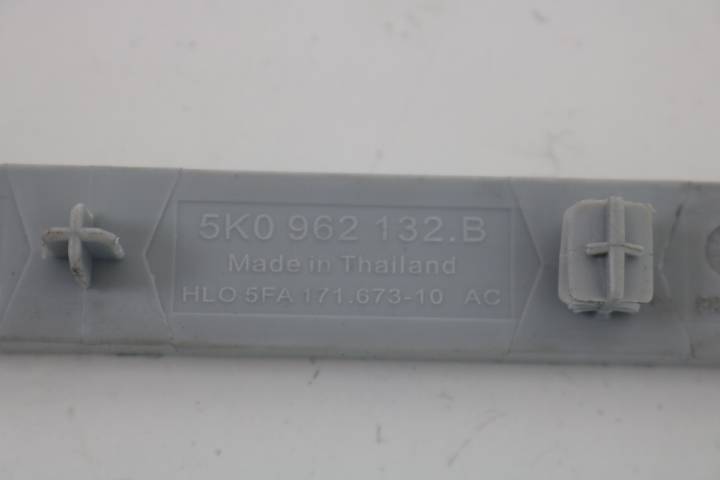 5K0 962 132.B
Made in Thailand
HLO 5FA 171.673-10 AC